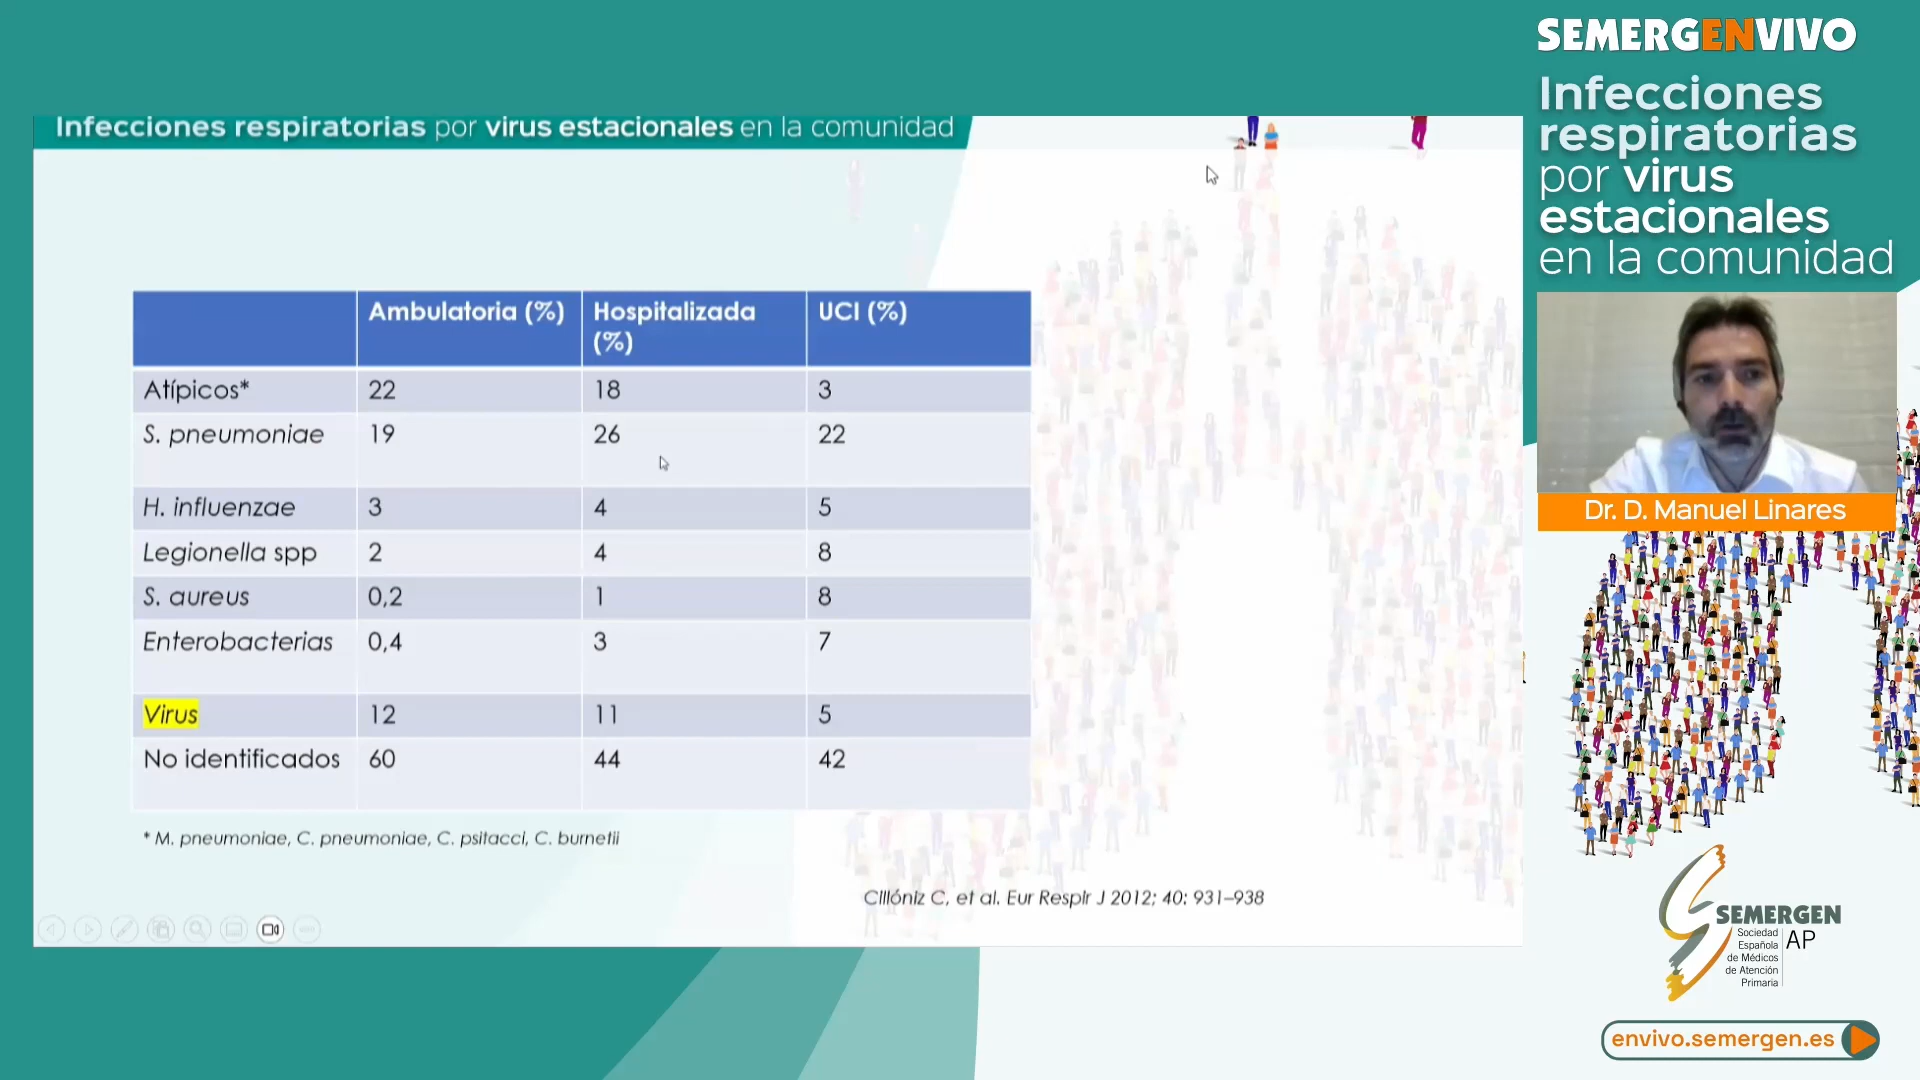 SEMERGENVIVO
Infecciones
respiratorias
por virus
estacionales
en la comunidad
Infecciones respiratorias por virus estacionales en la comunidad
Ambulatoria (%) Hospitalizada (%) UCI (%)
Atípicos* 22 18 3
S. pneumoniae 19 26 22
H. influenzae 3 4 5
Legionella spp 2 4 8
S. aureus 0,2 1 8
Enterobacterias 0,4 3 7
Virus 12 11 5
No identificados 60 44 42
* M. pneumoniae, C. pneumoniae, C. psitacci, C. burnetii
Cillóniz C, et al. Eur Respir J 2012; 40: 931–938
Dr. D. Manuel Linares
SEMERGEN
Sociedad
Española
de Médicos
de Atención
Primaria
AP
envivo.semergen.es